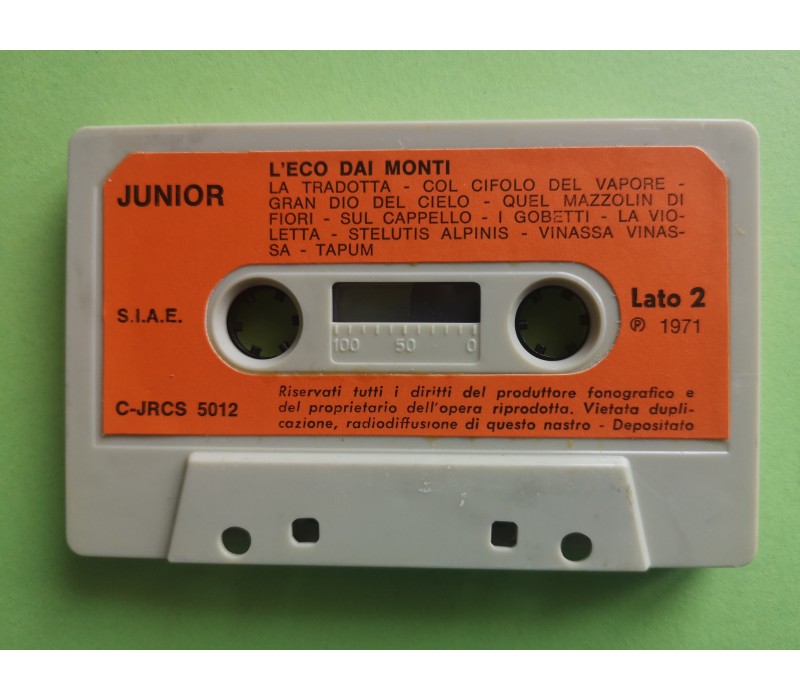 L'ECO DAI MONTI
JUNIOR
LA TRADOTTA - COL CIFOLO DEL VAPORE -
GRAN DIO DEL CIELO - QUEL MAZZOLIN DI
FIORI - SUL CAPPELLO - I GOBETTI - LA VIO-
LETTA - STELUTIS ALPINIS - VINASSA VINAS-
SA - TAPUM
S.I.A.E.
100 50 0
Lato 2
℗ 1971
C-JRCS 5012
Riservati tutti i diritti del produttore fonografico e
del proprietario dell'opera riprodotta. Vietata dupli-
cazione, radiodiffusione di questo nastro - Depositato